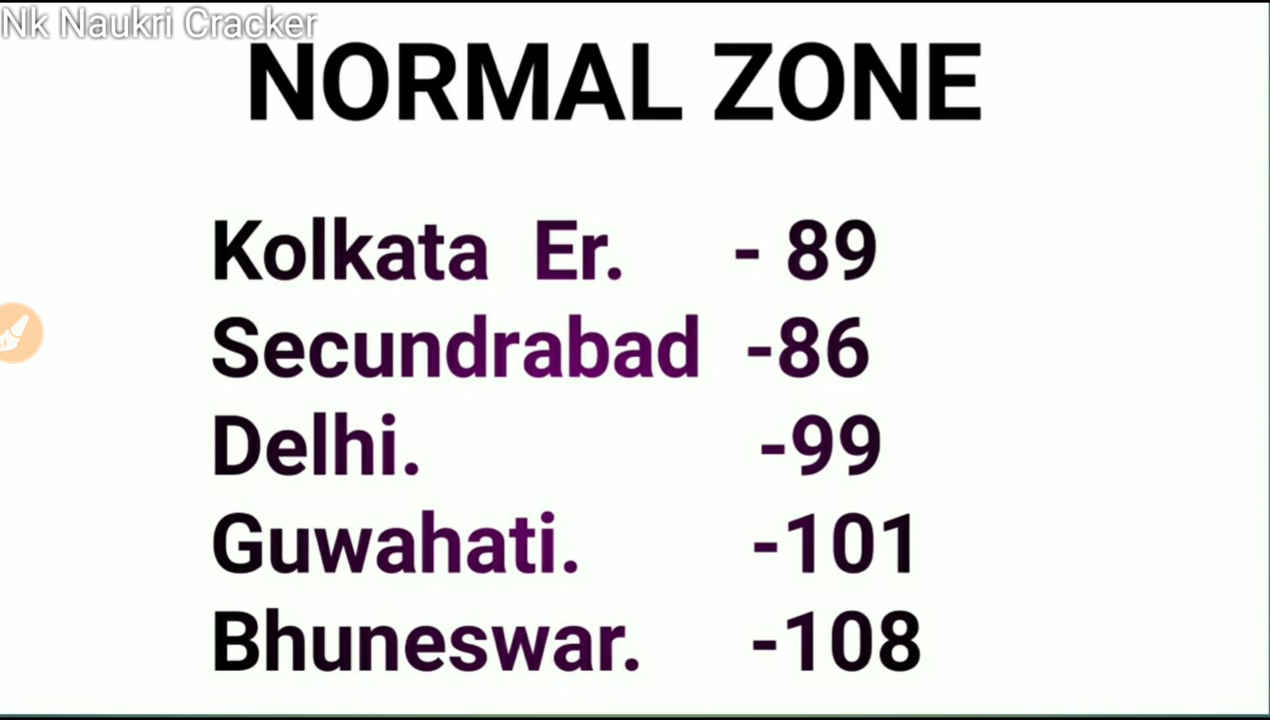 Nk Naukri Cracker
NORMAL ZONE
Kolkata Er. - 89
Secundrabad -86
Delhi. -99
Guwahati. -101
Bhuneswar. -108